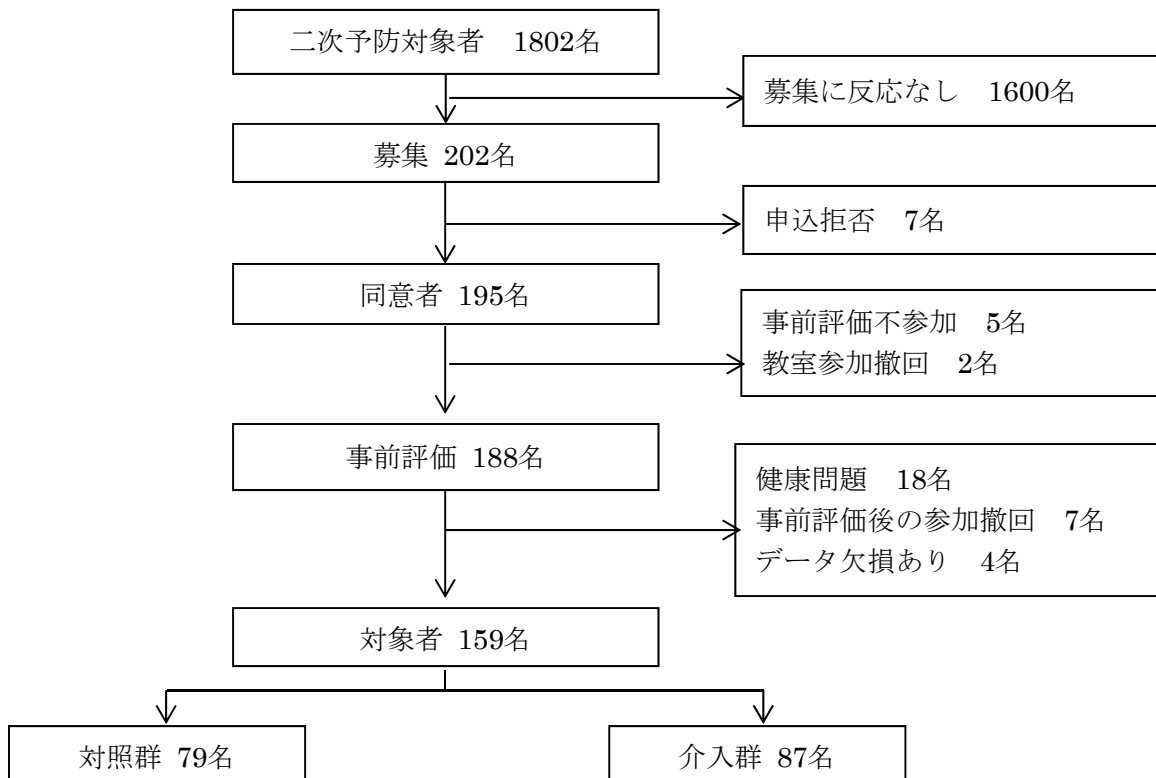 二次予防対象者　1802名
募集に反応なし　1600名
募集 202名
申込拒否　7名
同意者 195名
事前評価不参加　5名
教室参加撤回　2名
事前評価 188名
健康問題　18名
事前評価後の参加撤回　7名
データ欠損あり　4名
対象者 159名
対照群 79名
介入群 87名